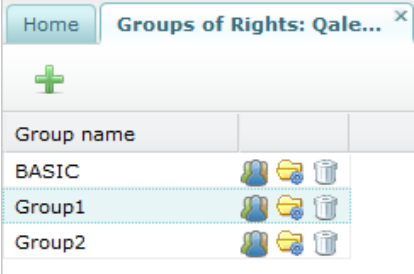 Home
Groups of Rights: Qale...
Group name
BASIC
Group1
Group2